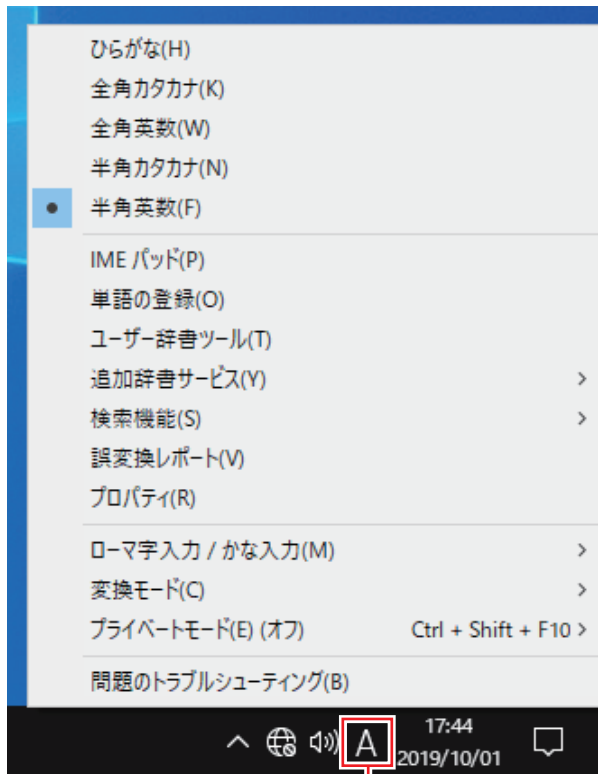 ひらがな(H)
全角カタカナ(K)
全角英数(W)
半角カタカナ(N)
半角英数(F)
IME パッド(P)
単語の登録(O)
ユーザー辞書ツール(T)
追加辞書サービス(Y)
検索機能(S)
誤変換レポート(V)
プロパティ(R)
ローマ字入力 / かな入力(M)
変換モード(C)
プライベートモード(E) (オフ) Ctrl + Shift + F10
問題のトラブルシューティング(B)
A
17:44
2019/10/01